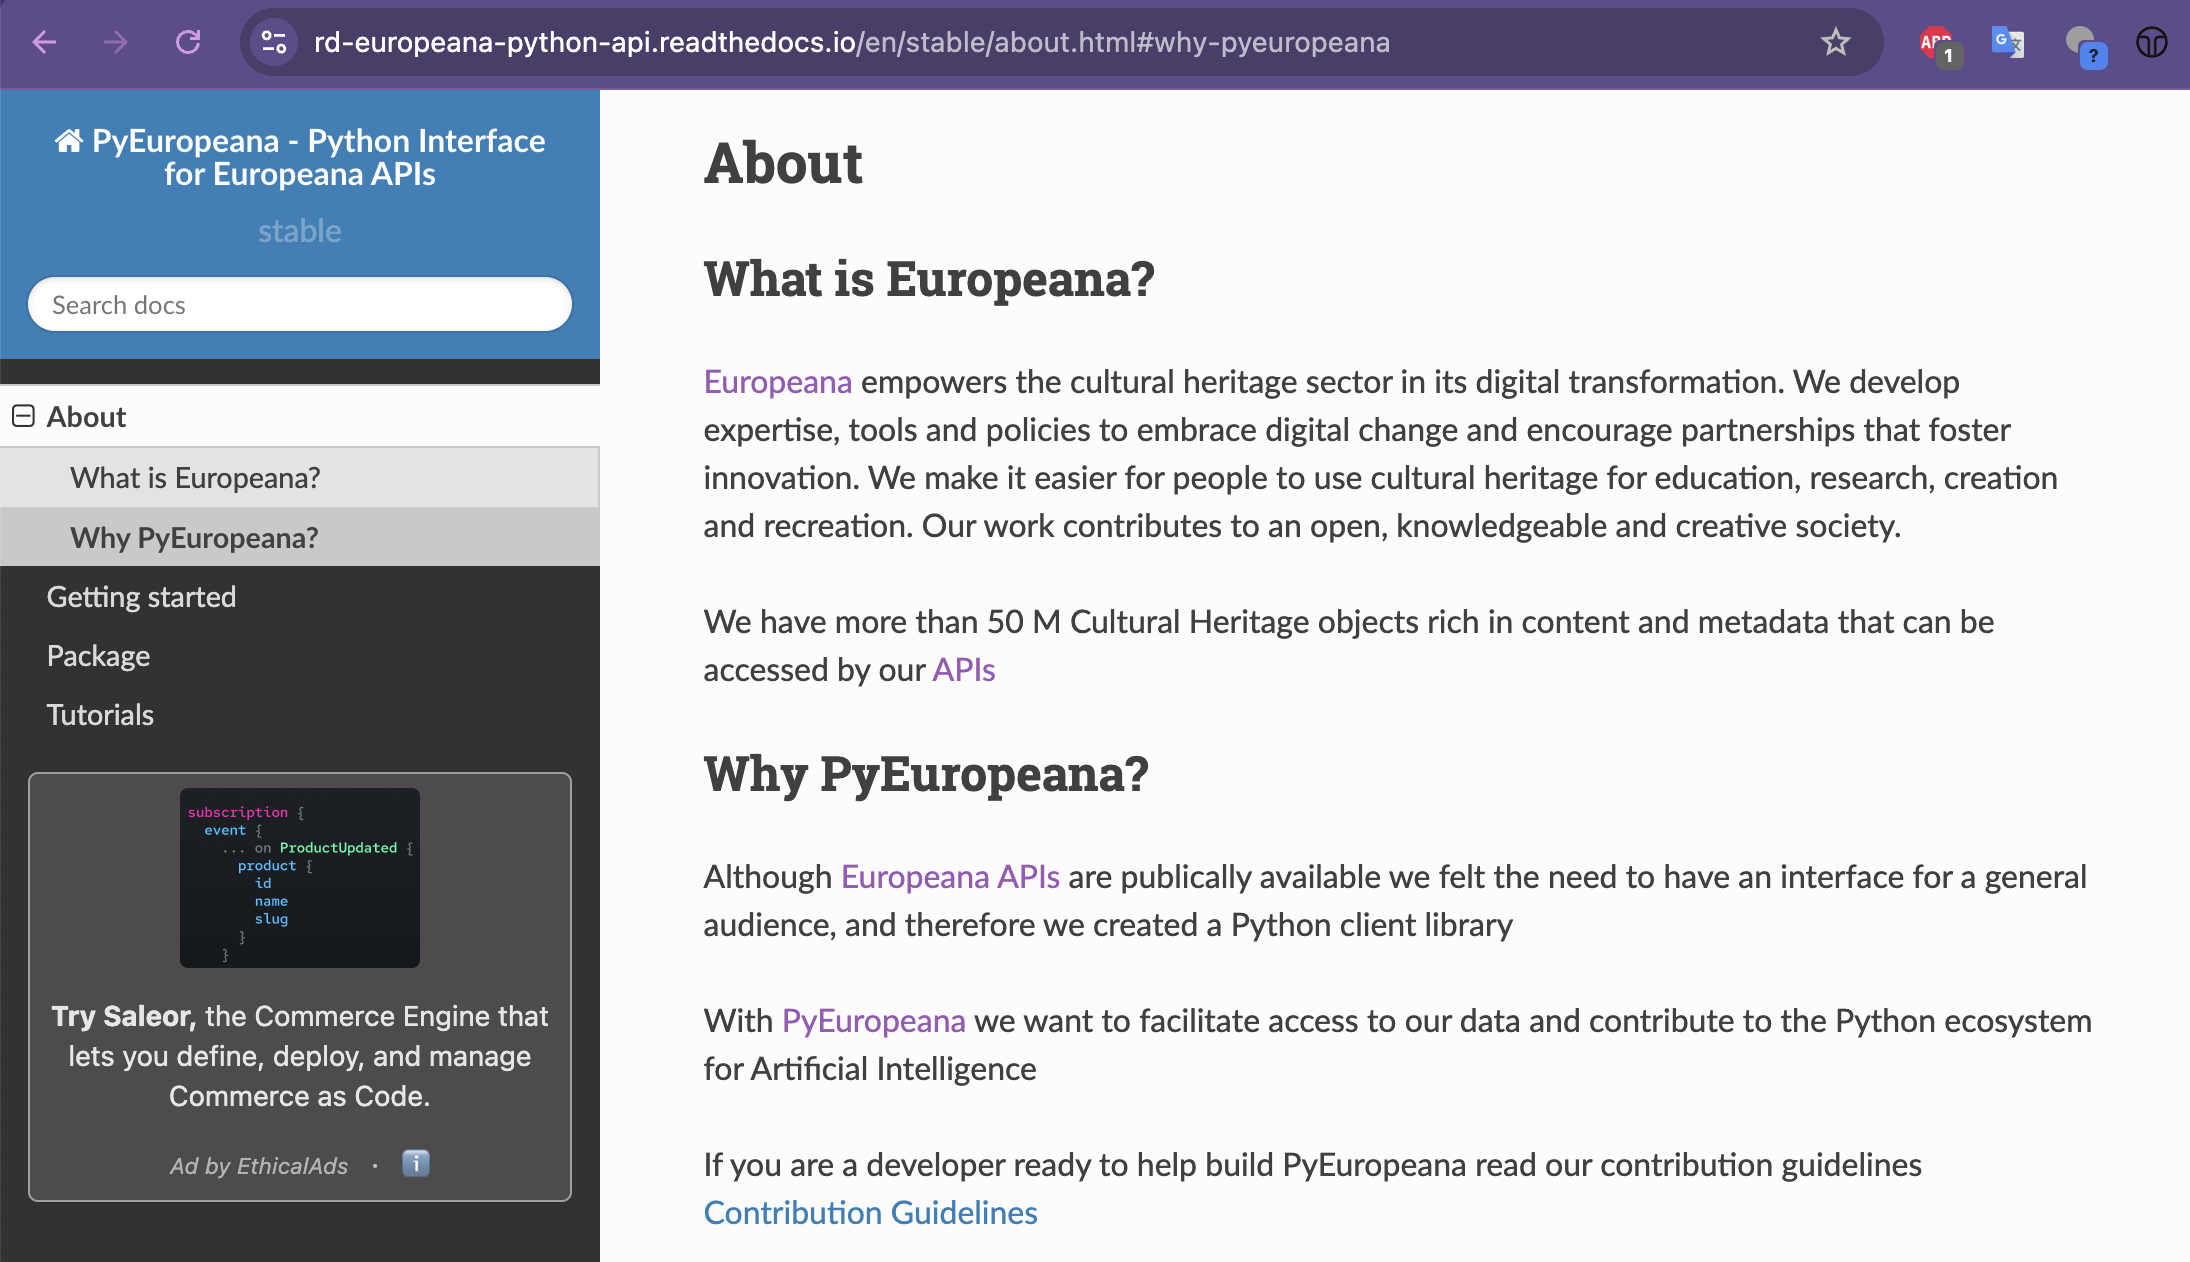 rd-europeana-python-api.readthedocs.io/en/stable/about.html#why-pyeuropeana
ABP
1
G
?
PyEuropeana - Python Interface
for Europeana APIs
stable
Search docs
About
What is Europeana?
Why PyEuropeana?
Getting started
Package
Tutorials
subscription {
event {
... on ProductUpdated {
product {
id
name
slug
}
}
Try Saleor, the Commerce Engine that
lets you define, deploy, and manage
Commerce as Code.
Ad by EthicalAds · i
About
What is Europeana?
Europeana empowers the cultural heritage sector in its digital transformation. We develop
expertise, tools and policies to embrace digital change and encourage partnerships that foster
innovation. We make it easier for people to use cultural heritage for education, research, creation
and recreation. Our work contributes to an open, knowledgeable and creative society.
We have more than 50 M Cultural Heritage objects rich in content and metadata that can be
accessed by our APIs
Why PyEuropeana?
Although Europeana APIs are publically available we felt the need to have an interface for a general
audience, and therefore we created a Python client library
With PyEuropeana we want to facilitate access to our data and contribute to the Python ecosystem
for Artificial Intelligence
If you are a developer ready to help build PyEuropeana read our contribution guidelines
Contribution Guidelines